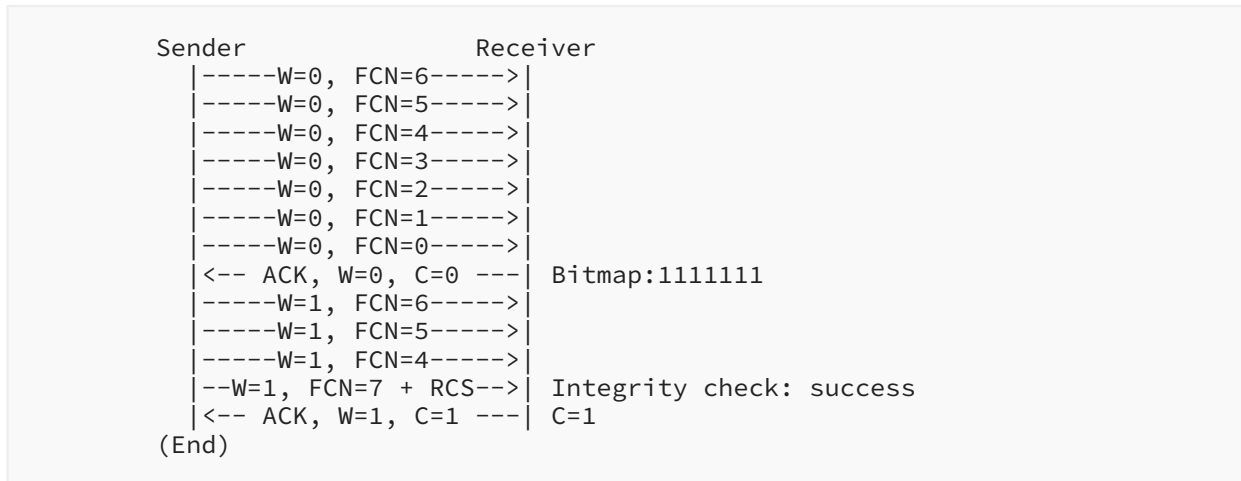 Sender                    Receiver
|-----W=0, FCN=6----->|
|-----W=0, FCN=5----->|
|-----W=0, FCN=4----->|
|-----W=0, FCN=3----->|
|-----W=0, FCN=2----->|
|-----W=0, FCN=1----->|
|-----W=0, FCN=0----->|
|<-- ACK, W=0, C=0 ---| Bitmap:1111111
|-----W=1, FCN=6----->|
|-----W=1, FCN=5----->|
|-----W=1, FCN=4----->|
|--W=1, FCN=7 + RCS-->| Integrity check: success
|<-- ACK, W=1, C=1 ---| C=1
(End)